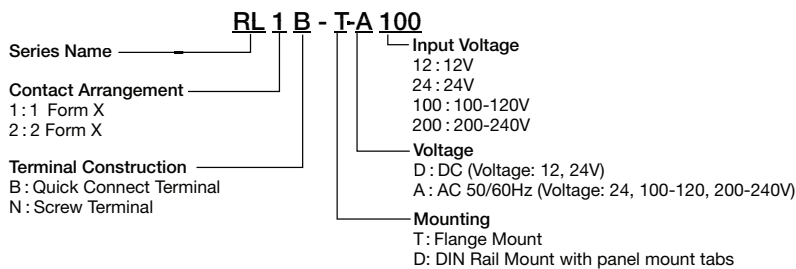 RL 1 B - T-A 100
Series Name
Contact Arrangement
1 : 1 Form X
2 : 2 Form X
Terminal Construction
B : Quick Connect Terminal
N : Screw Terminal
Input Voltage
12 : 12V
24 : 24V
100 : 100-120V
200 : 200-240V
Voltage
D : DC (Voltage: 12, 24V)
A : AC 50/60Hz (Voltage: 24, 100-120, 200-240V)
Mounting
T : Flange Mount
D: DIN Rail Mount with panel mount tabs